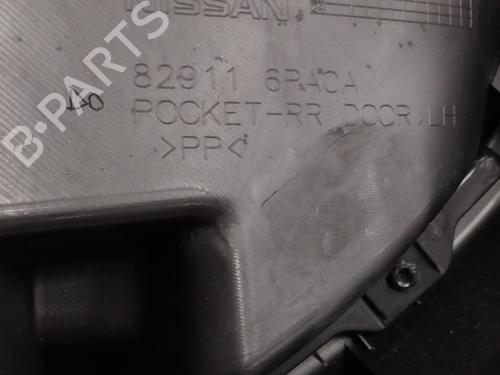 NISSAN
82911 6RA0A
POCKET-RR DOOR,LH
>PP<
B-PARTS